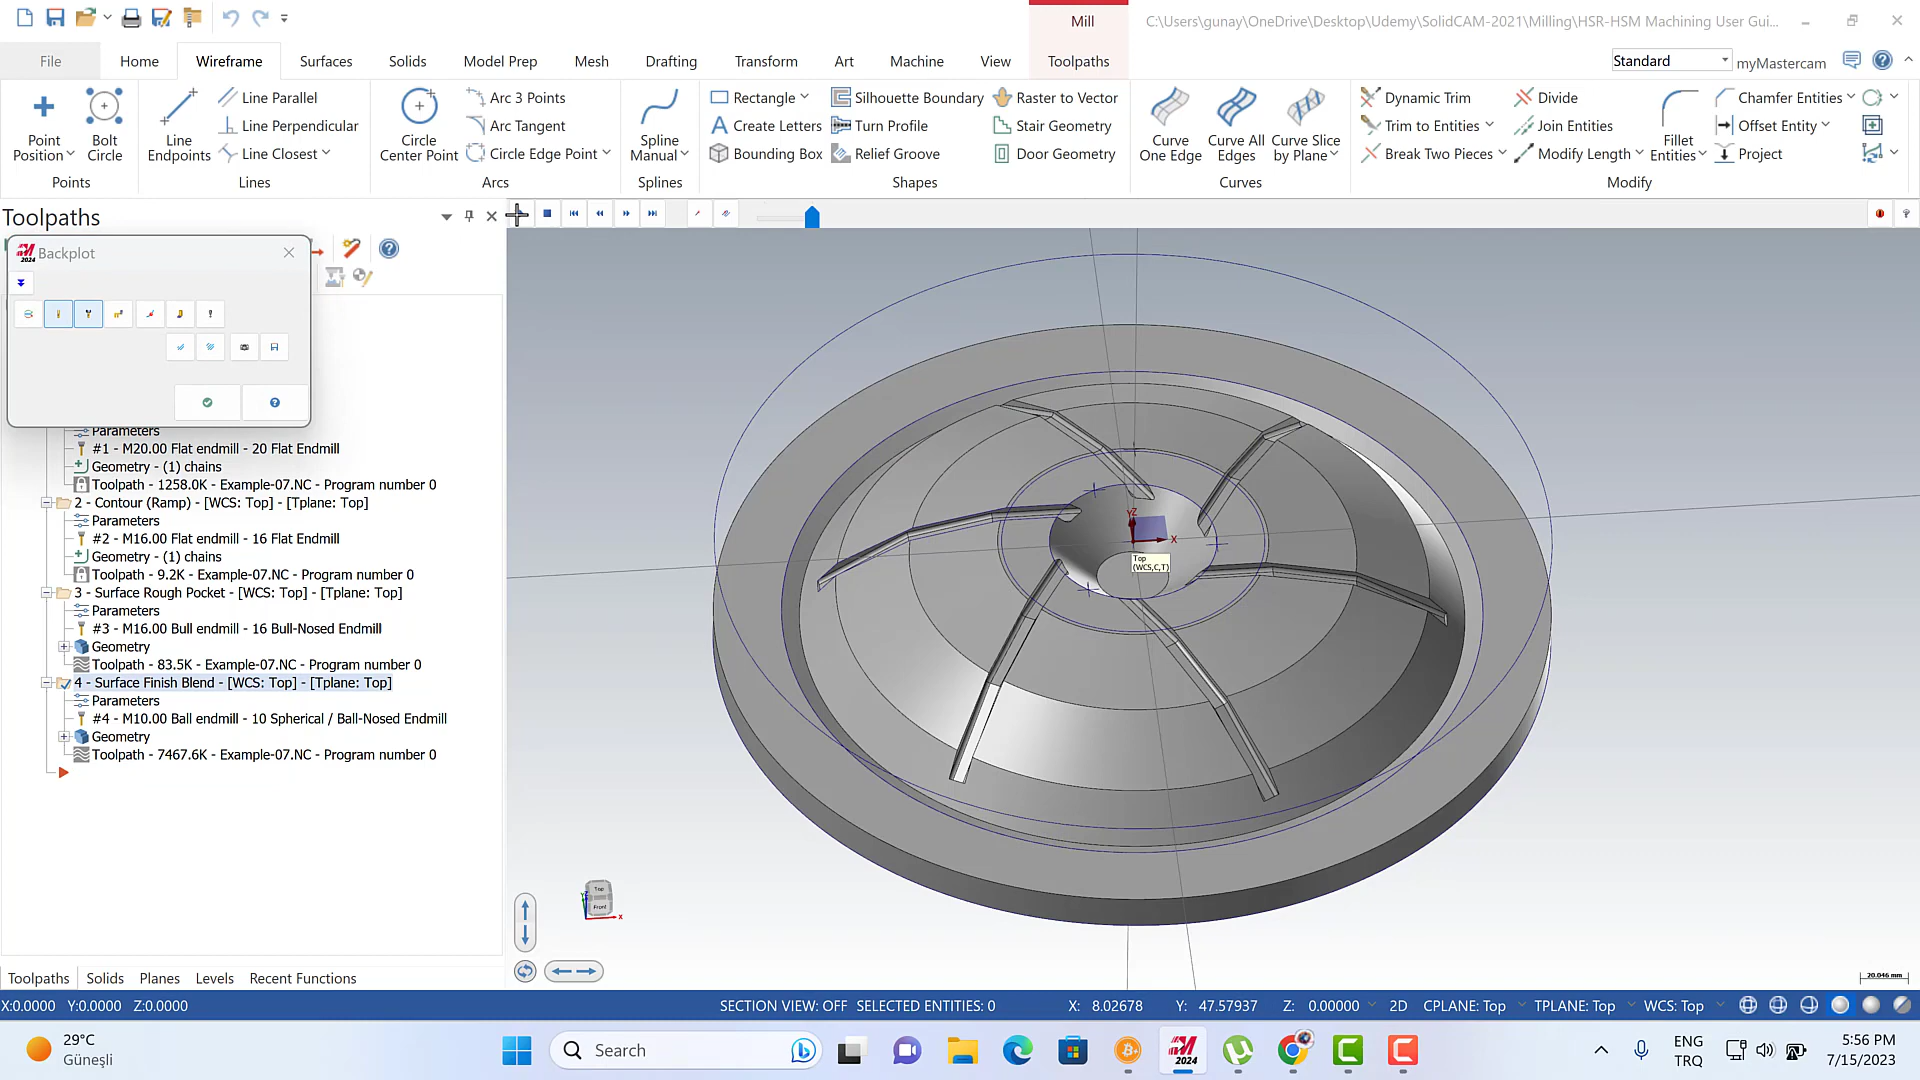 Mill
C:\Users\gunay\OneDrive\Desktop\Udemy\SolidCAM-2021\Milling\HSR-HSM Machining User Gui...
File
Home
Wireframe
Surfaces
Solids
Model Prep
Mesh
Drafting
Transform
Art
Machine
View
Toolpaths
Standard
myMastercam
Point Position
Bolt Circle
Points
Line Endpoints
Line Parallel
Line Perpendicular
Line Closest
Lines
Circle Center Point
Arc 3 Points
Arc Tangent
Circle Edge Point
Arcs
Spline Manual
Splines
Rectangle
Create Letters
Bounding Box
Silhouette Boundary
Turn Profile
Relief Groove
Raster to Vector
Stair Geometry
Door Geometry
Shapes
Curve One Edge
Curve All Edges
Curve Slice by Plane
Curves
Dynamic Trim
Trim to Entities
Break Two Pieces
Divide
Join Entities
Modify Length
Fillet Entities
Chamfer Entities
Offset Entity
Project
Modify
Toolpaths
2024
Backplot
Parameters
#1 - M20.00 Flat endmill - 20 Flat Endmill
Geometry - (1) chains
Toolpath - 1258.0K - Example-07.NC - Program number 0
2 - Contour (Ramp) - [WCS: Top] - [Tplane: Top]
Parameters
#2 - M16.00 Flat endmill - 16 Flat Endmill
Geometry - (1) chains
Toolpath - 9.2K - Example-07.NC - Program number 0
3 - Surface Rough Pocket - [WCS: Top] - [Tplane: Top]
Parameters
#3 - M16.00 Bull endmill - 16 Bull-Nosed Endmill
Geometry
Toolpath - 83.5K - Example-07.NC - Program number 0
4 - Surface Finish Blend - [WCS: Top] - [Tplane: Top]
Parameters
#4 - M10.00 Ball endmill - 10 Spherical / Ball-Nosed Endmill
Geometry
Toolpath - 7467.6K - Example-07.NC - Program number 0
YZ
X
Top
(WCS,C,T)
Top
Front
X
20.046 mm
Toolpaths
Solids
Planes
Levels
Recent Functions
X:0.0000 Y:0.0000 Z:0.0000
SECTION VIEW: OFF SELECTED ENTITIES: 0
X: 8.02678
Y: 47.57937
Z: 0.00000
2D
CPLANE: Top
TPLANE: Top
WCS: Top
29°C
Güneşli
Search
2024
ENG
TRQ
5:56 PM
7/15/2023